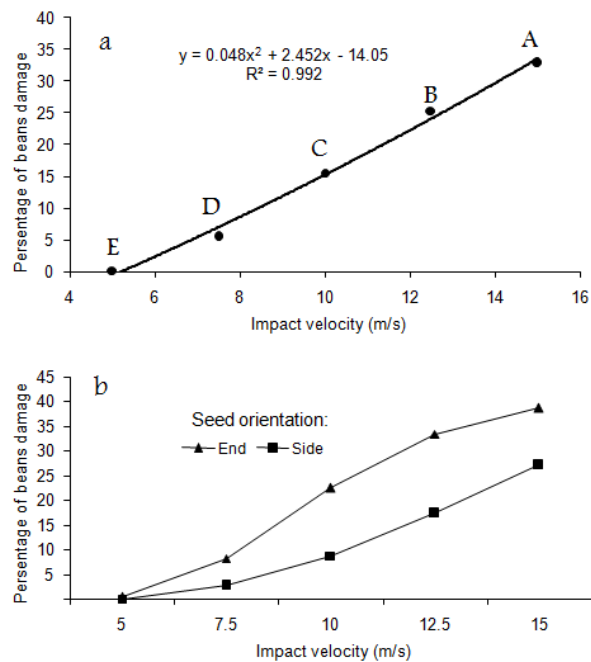 a
y = 0.048x² + 2.452x - 14.05
R² = 0.992
A
B
C
D
E
Percentage of beans damage
40
35
30
25
20
15
10
5
0
4 6 8 10 12 14 16
Impact velocity (m/s)
b
Seed orientation:
End Side
Percentage of beans damage
45
40
35
30
25
20
15
10
5
5 7.5 10 12.5 15
Impact velocity (m/s)